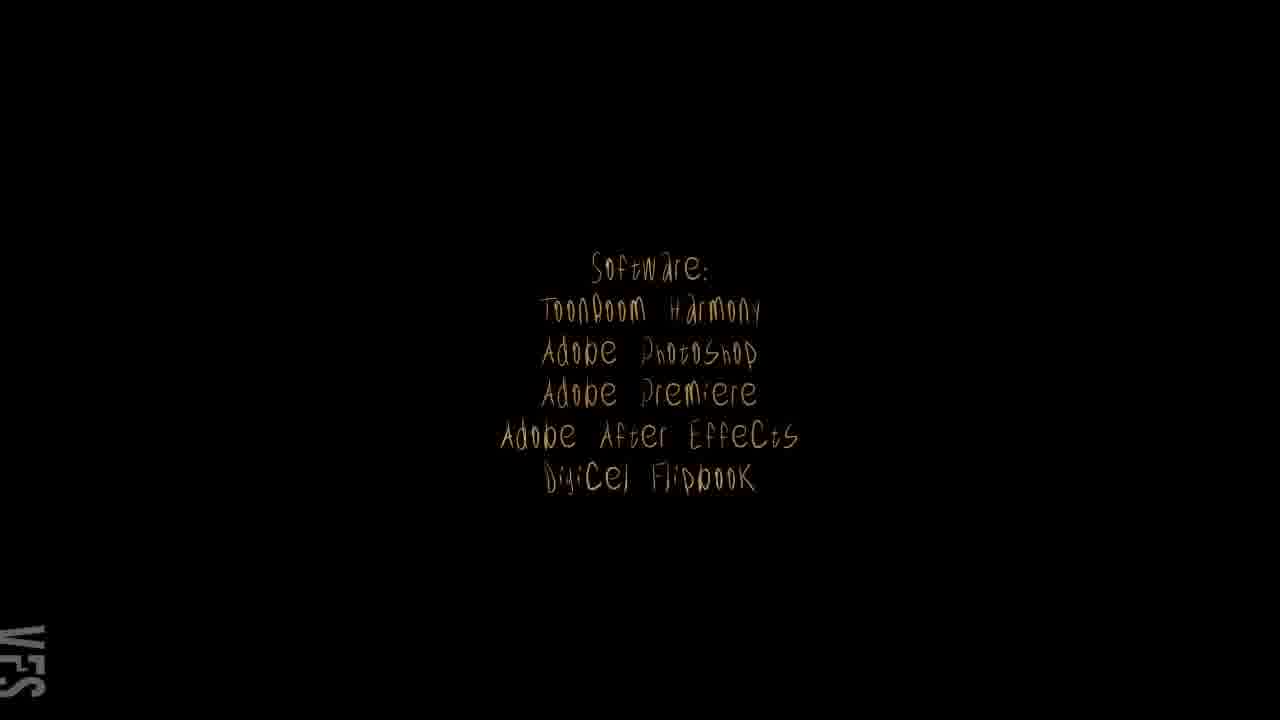 Software:
ToonBoom Harmony
Adobe Photoshop
Adobe Premiere
Adobe After Effects
DigiCel Flipbook
VFS